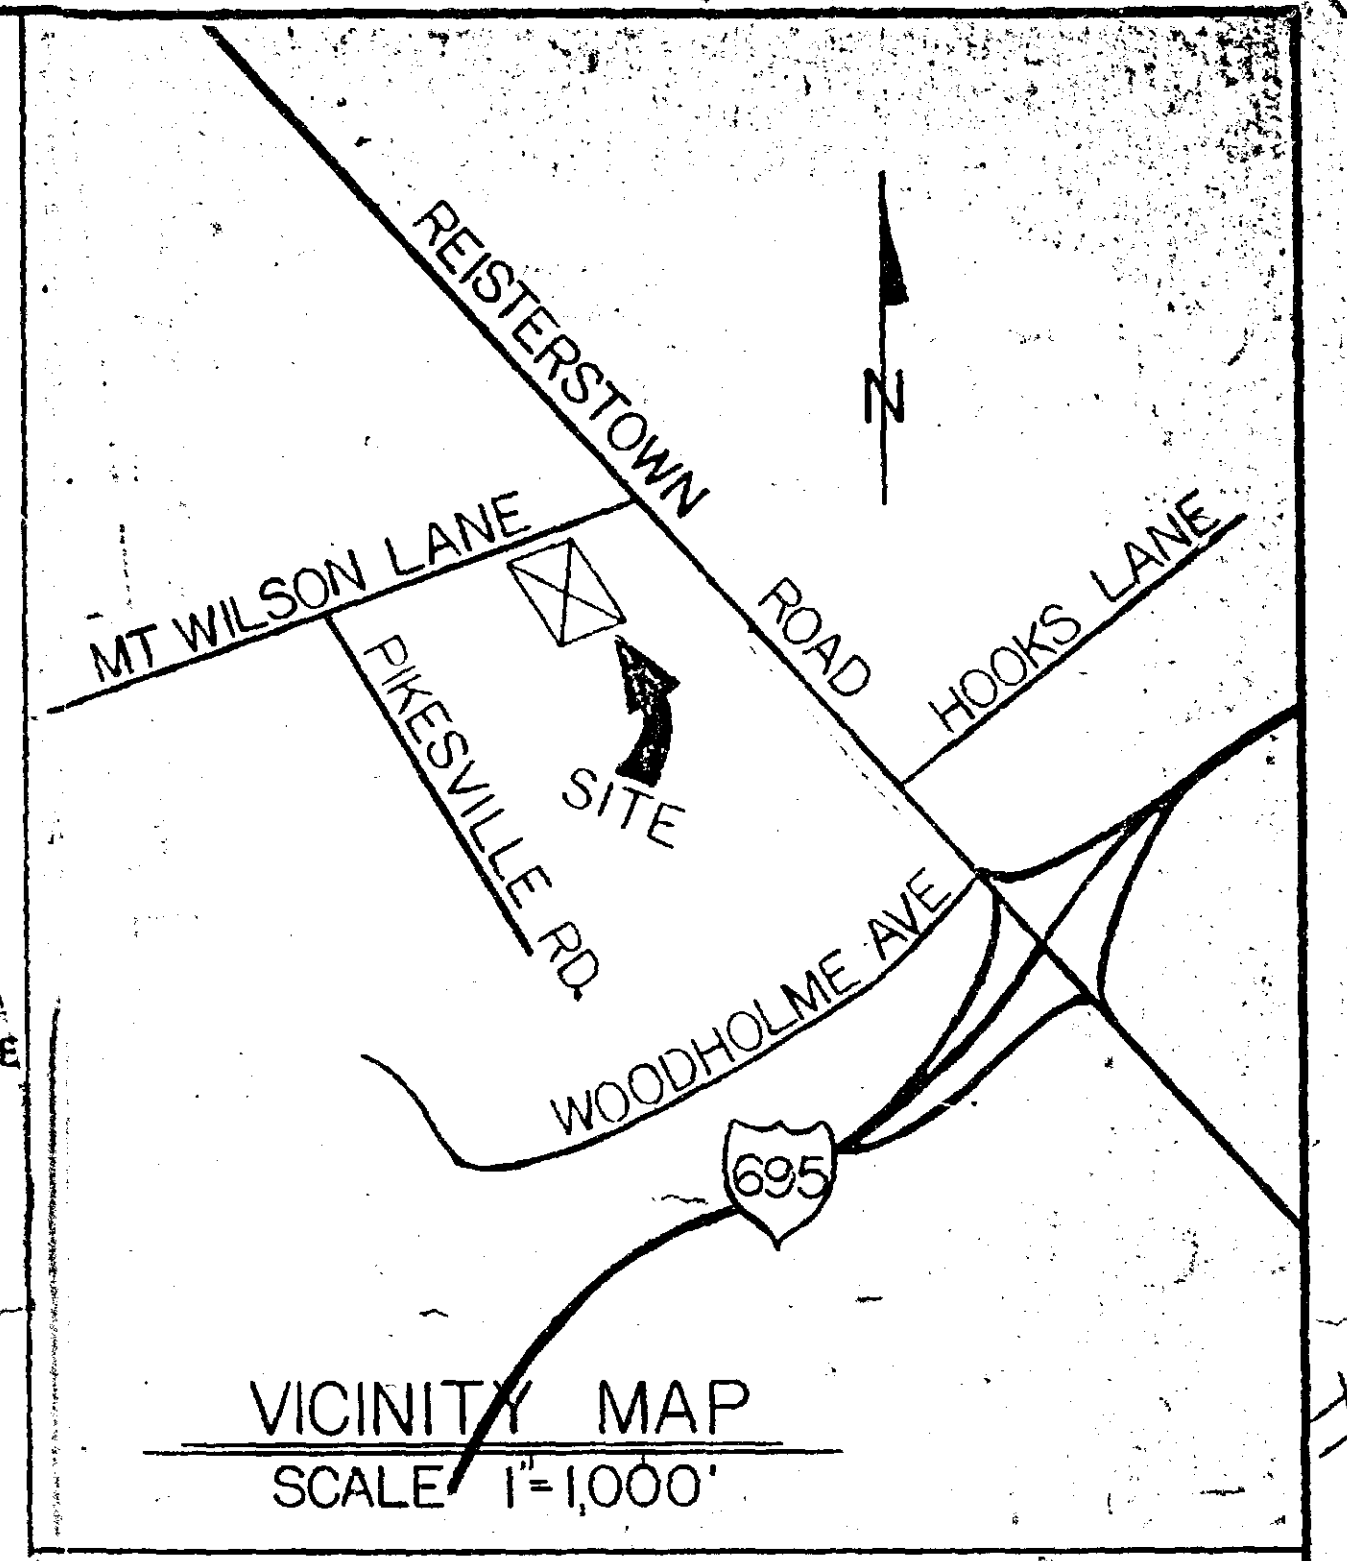 REISTERSTOWN ROAD
N
MT WILSON LANE
HOOKS LANE
PIKESVILLE RD.
SITE
WOODHOLME AVE
695
VICINITY MAP
SCALE 1"=1,000'